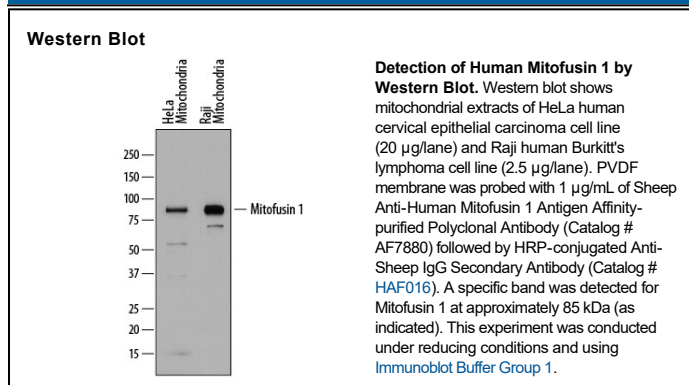 Western Blot
HeLa
Mitochondria
Raji
Mitochondria
250
150
100
75
50
37
25
20
15
Mitofusin 1
Detection of Human Mitofusin 1 by
Western Blot. Western blot shows
mitochondrial extracts of HeLa human
cervical epithelial carcinoma cell line
(20 µg/lane) and Raji human Burkitt's
lymphoma cell line (2.5 µg/lane). PVDF
membrane was probed with 1 µg/mL of Sheep
Anti-Human Mitofusin 1 Antigen Affinity-
purified Polyclonal Antibody (Catalog #
AF7880) followed by HRP-conjugated Anti-
Sheep IgG Secondary Antibody (Catalog #
HAF016). A specific band was detected for
Mitofusin 1 at approximately 85 kDa (as
indicated). This experiment was conducted
under reducing conditions and using
Immunoblot Buffer Group 1.